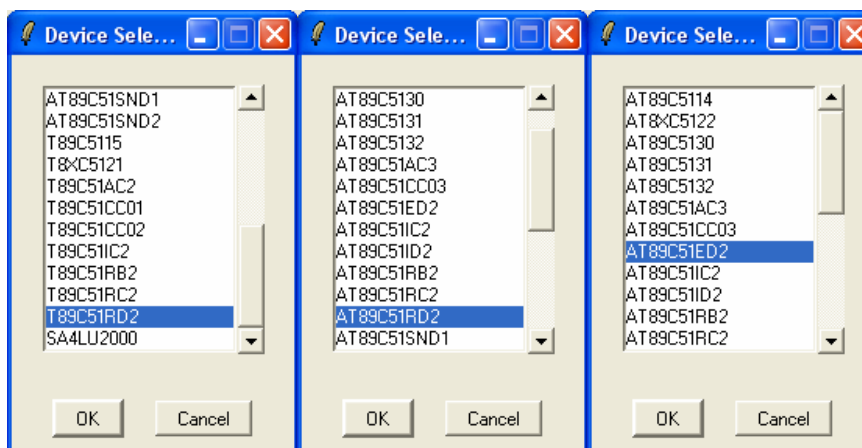 Device Sele...
AT89C51SND1
AT89C51SND2
T89C5115
T8XC5121
T89C51AC2
T89C51CC01
T89C51CC02
T89C51IC2
T89C51RB2
T89C51RC2
T89C51RD2
SA4LU2000
OK
Cancel
Device Sele...
AT89C5130
AT89C5131
AT89C5132
AT89C51AC3
AT89C51CC03
AT89C51ED2
AT89C51IC2
AT89C51ID2
AT89C51RB2
AT89C51RC2
AT89C51RD2
AT89C51SND1
OK
Cancel
Device Sele...
AT89C5114
AT8XC5122
AT89C5130
AT89C5131
AT89C5132
AT89C51AC3
AT89C51CC03
AT89C51ED2
AT89C51IC2
AT89C51ID2
AT89C51RB2
AT89C51RC2
OK
Cancel